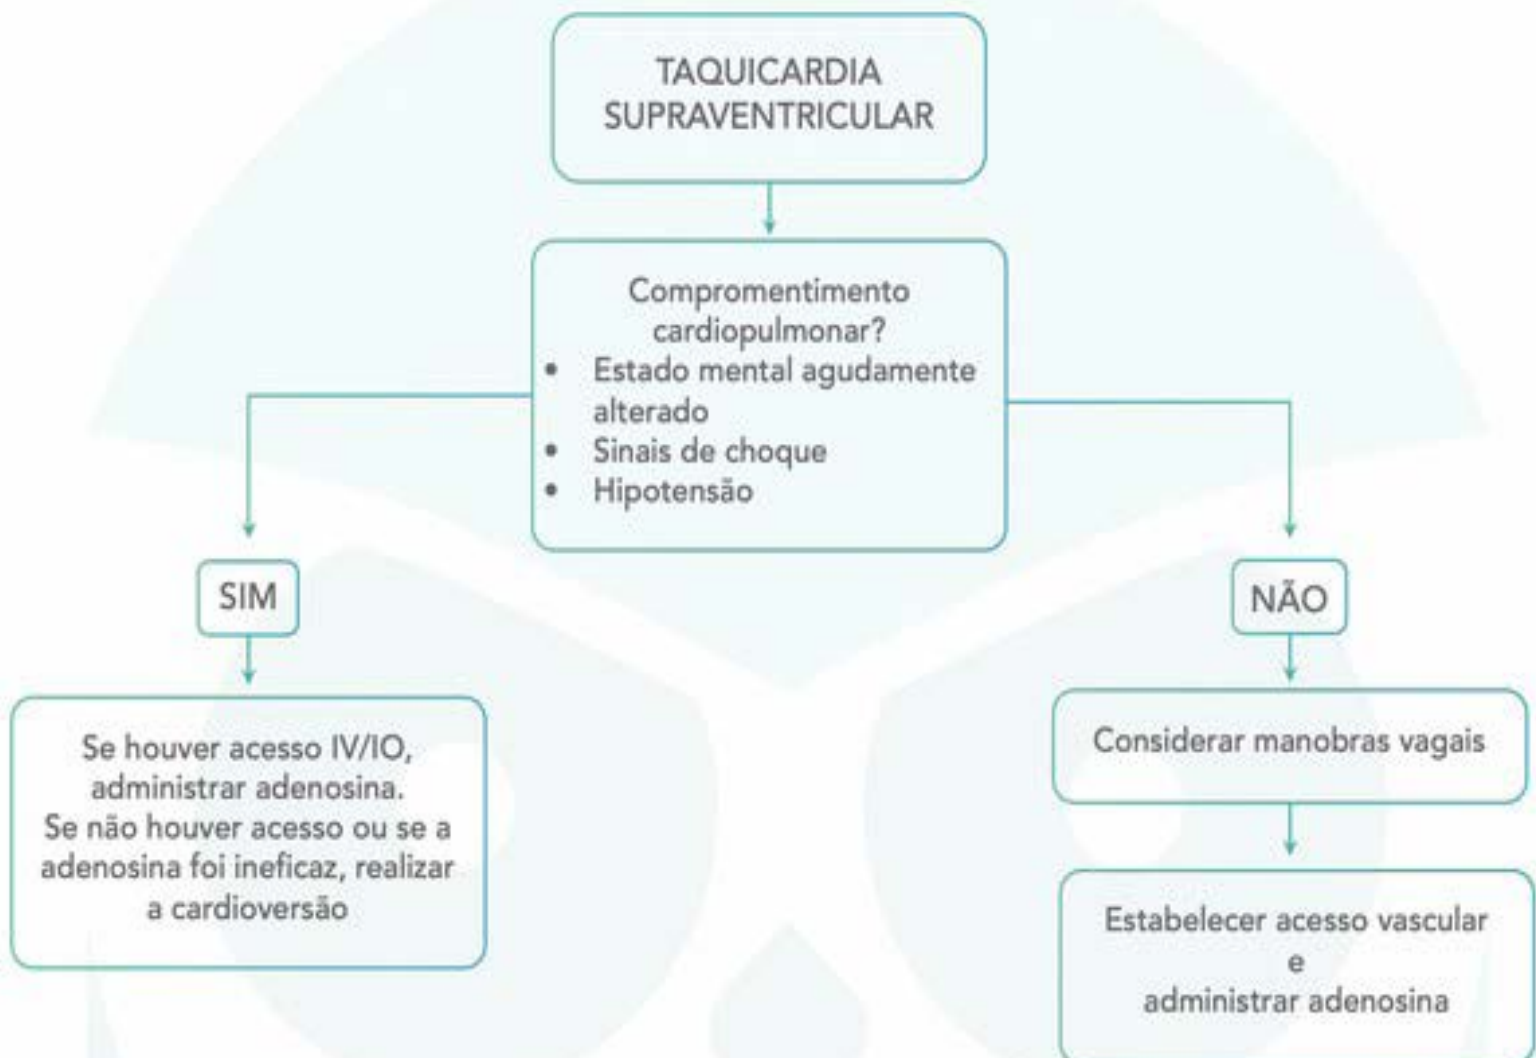 TAQUICARDIA
SUPRAVENTRICULAR
Compromentimento
cardiopulmonar?
• Estado mental agudamente
alterado
• Sinais de choque
• Hipotensão
SIM
NÃO
Se houver acesso IV/IO,
administrar adenosina.
Se não houver acesso ou se a
adenosina foi ineficaz, realizar
a cardioversão
Considerar manobras vagais
Estabelecer acesso vascular
e
administrar adenosina